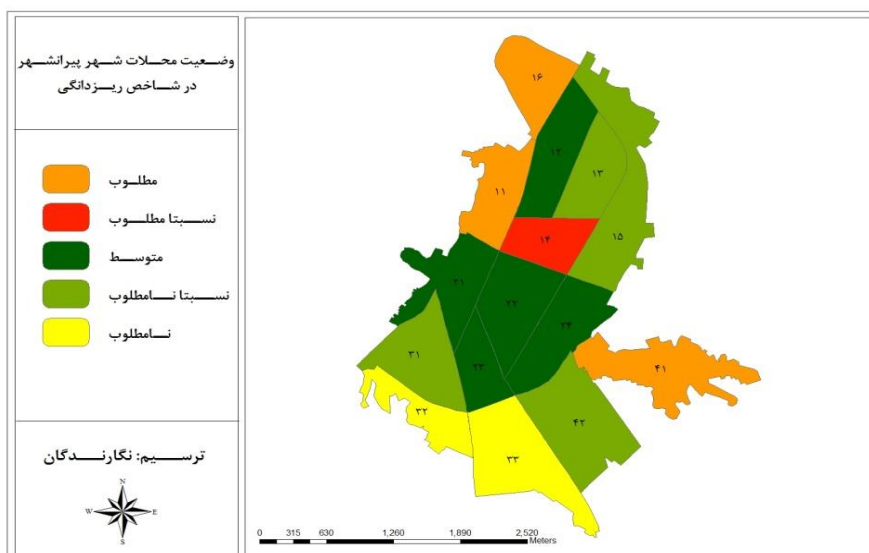 وضعیت محلات شهر پیرانشهر
در شاخص ریزدانگی
مطلوب
نسبتا مطلوب
متوسط
نسبتا نامطلوب
نامطلوب
ترسیم: نگارندگان
N
W E
S
۱۶
۱۲
۱۳
۱۱
۱۴
۱۵
۲۱
۲۲
۲۴
۳۱
۲۳
۴۱
۳۲
۴۲
۳۳
0 315 630 1,260 1,890 2,520
Meters